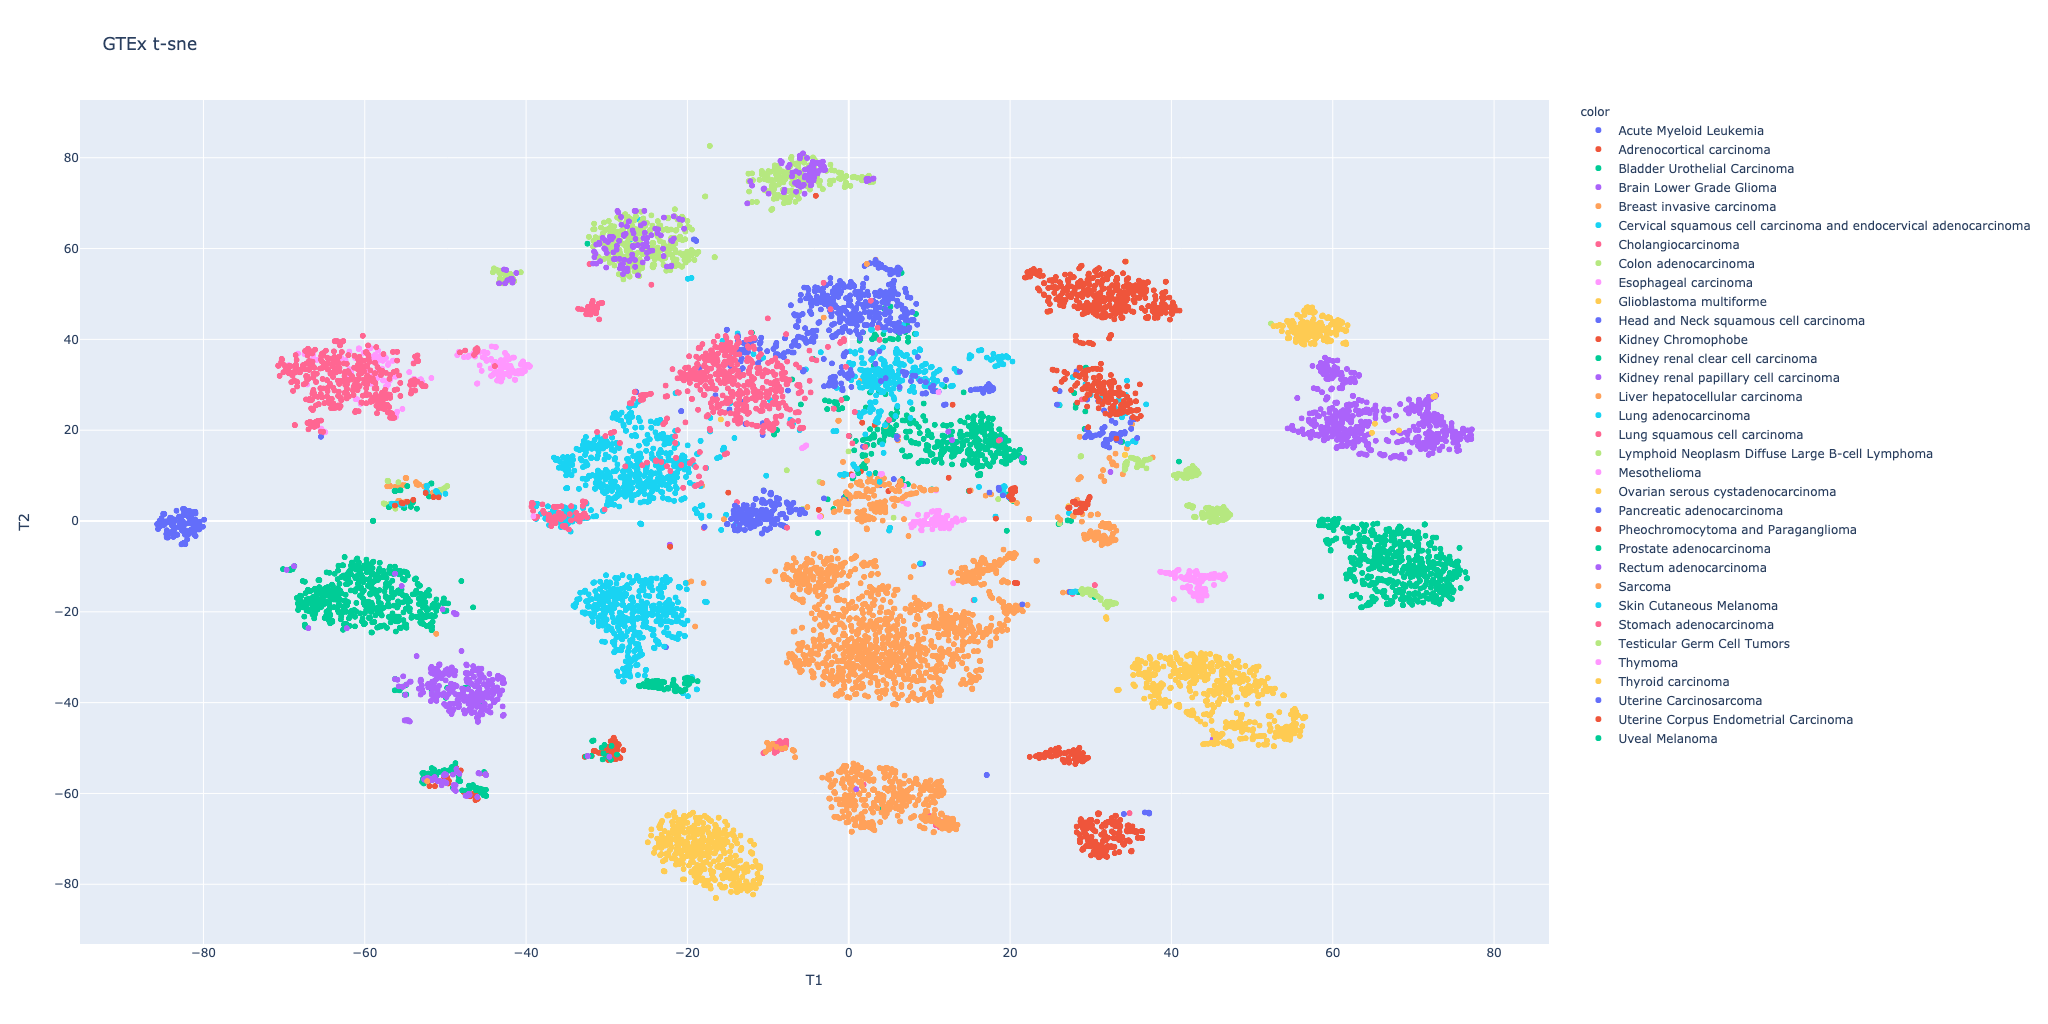 GTEx t-sne
color
Acute Myeloid Leukemia
Adrenocortical carcinoma
Bladder Urothelial Carcinoma
Brain Lower Grade Glioma
Breast invasive carcinoma
Cervical squamous cell carcinoma and endocervical adenocarcinoma
Cholangiocarcinoma
Colon adenocarcinoma
Esophageal carcinoma
Glioblastoma multiforme
Head and Neck squamous cell carcinoma
Kidney Chromophobe
Kidney renal clear cell carcinoma
Kidney renal papillary cell carcinoma
Liver hepatocellular carcinoma
Lung adenocarcinoma
Lung squamous cell carcinoma
Lymphoid Neoplasm Diffuse Large B-cell Lymphoma
Mesothelioma
Ovarian serous cystadenocarcinoma
Pancreatic adenocarcinoma
Pheochromocytoma and Paraganglioma
Prostate adenocarcinoma
Rectum adenocarcinoma
Sarcoma
Skin Cutaneous Melanoma
Stomach adenocarcinoma
Testicular Germ Cell Tumors
Thymoma
Thyroid carcinoma
Uterine Carcinosarcoma
Uterine Corpus Endometrial Carcinoma
Uveal Melanoma
80
60
40
20
0
−20
−40
−60
−80
T2
−80 −60 −40 −20 0 20 40 60 80
T1